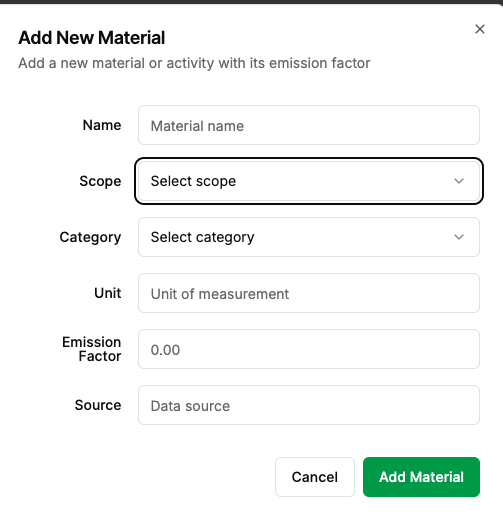 Add New Material
Add a new material or activity with its emission factor
Name
Material name
Scope
Select scope
Category
Select category
Unit
Unit of measurement
Emission
Factor
0.00
Source
Data source
Cancel
Add Material